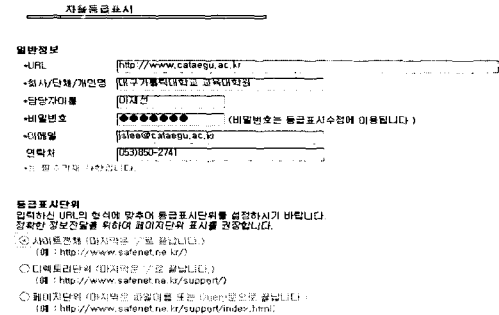 자율등급표시
일반정보
*URL http://www.cataegu.ac.kr
*회사/단체/개인명 대구가톨릭대학교 교육대학원
*담당자이름 이재선
*비밀번호 ●●●●●●● (비밀번호는 등급표시수정에 이용됩니다)
*이메일 jslee@cataegu.ac.kr
연락처 053)850-2741
등급표시단위
입력하신 URL의 형식에 맞추어 등급표시단위를 설정하시기 바랍니다.
정확한 정보전달을 위하여 페이지단위 표시를 권장합니다.
사이트전체 (마지막은 '/'로 끝납니다.)
(예 : http://www.safenet.ne.kr/)
디렉토리단위 (마지막은 '/'로 끝납니다.)
(예 : http://www.safenet.ne.kr/support/)
페이지단위 (마지막은 파일이름 또는 Query문으로 끝납니다.)
(예 : http://www.safenet.ne.kr/support/index.html)